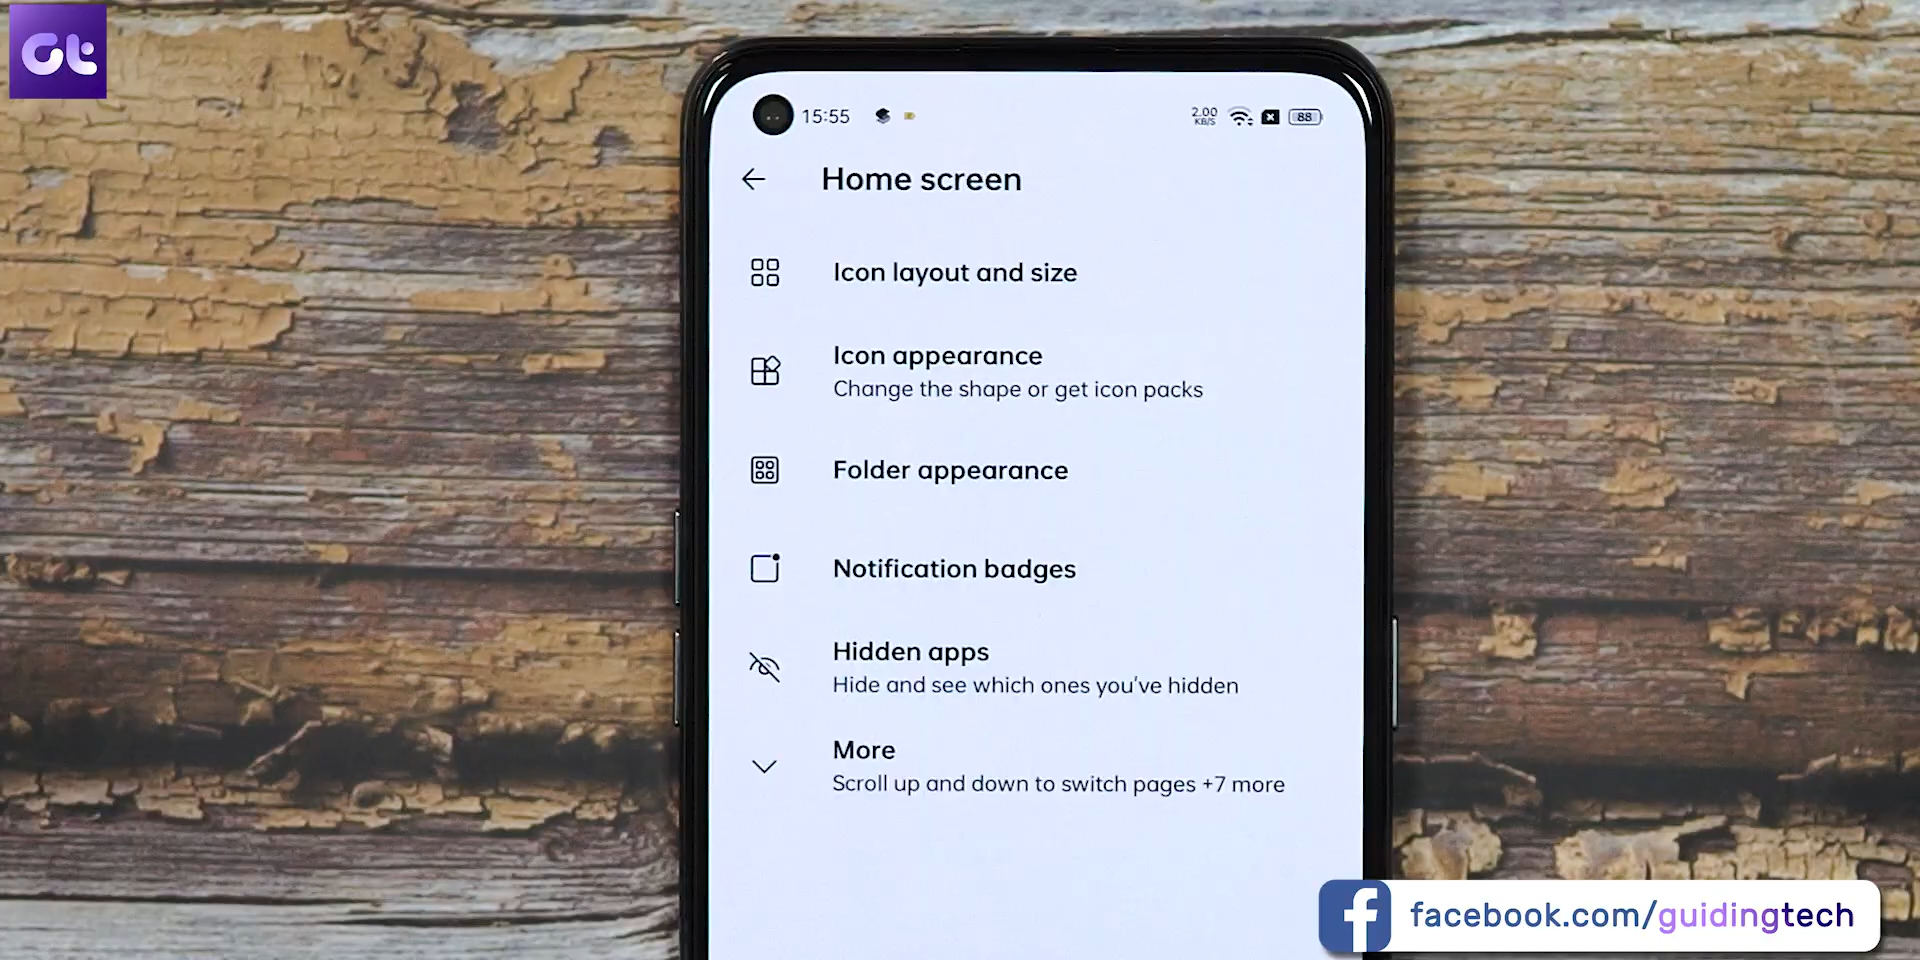 Gt
15:55
2.00
KB/S
88
Home screen
Icon layout and size
Icon appearance
Change the shape or get icon packs
Folder appearance
Notification badges
Hidden apps
Hide and see which ones you've hidden
More
Scroll up and down to switch pages +7 more
facebook.com/guidingtech